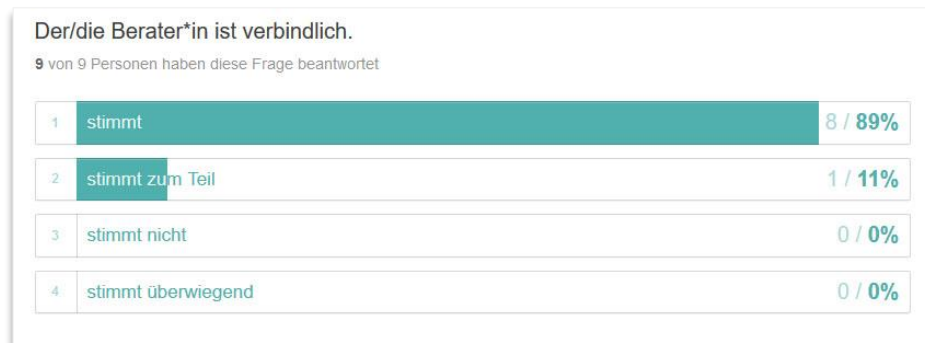 Der/die Berater*in ist verbindlich.
9 von 9 Personen haben diese Frage beantwortet
1 stimmt 8 / 89%
2 stimmt zum Teil 1 / 11%
3 stimmt nicht 0 / 0%
4 stimmt überwiegend 0 / 0%